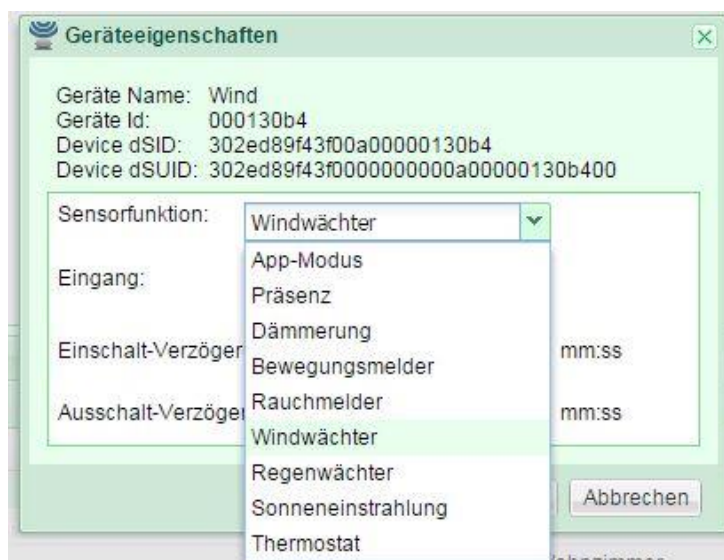 Geräteeigenschaften
Geräte Name: Wind
Geräte Id: 000130b4
Device dSID: 302ed89f43f00a00000130b4
Device dSUID: 302ed89f43f0000000000a00000130b400
Sensorfunktion: Windwächter
App-Modus
Eingang:
Präsenz
Dämmerung
Einschalt-Verzöger mm:ss
Bewegungsmelder
Rauchmelder
Ausschalt-Verzöger mm:ss
Windwächter
Regenwächter
Sonneneinstrahlung
Abbrechen
Thermostat